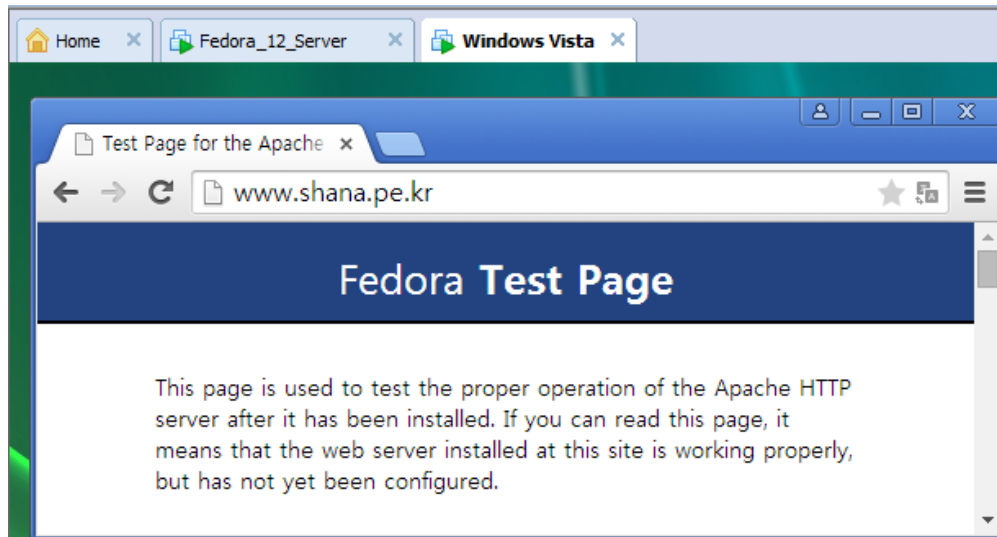 Home Fedora_12_Server Windows Vista
Test Page for the Apache
www.shana.pe.kr
Fedora Test Page
This page is used to test the proper operation of the Apache HTTP
server after it has been installed. If you can read this page, it
means that the web server installed at this site is working properly,
but has not yet been configured.